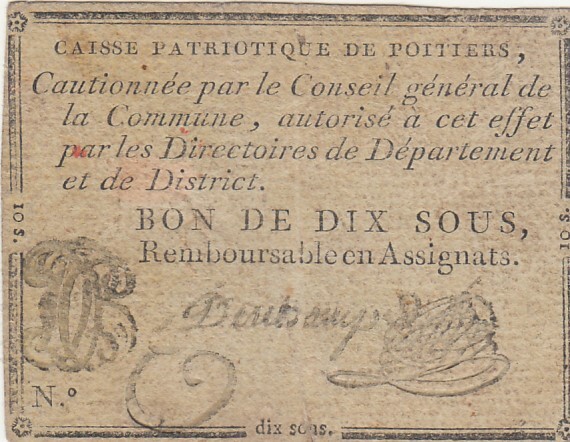 CAISSE PATRIOTIQUE DE POITIERS,
Cautionnée par le Conseil général de
la Commune, autorisé à cet effet
par les Directoires de Département
et de District.
10 S.
10 S.
BON DE DIX SOUS,
Remboursable en Assignats.
N.°
dix sous.